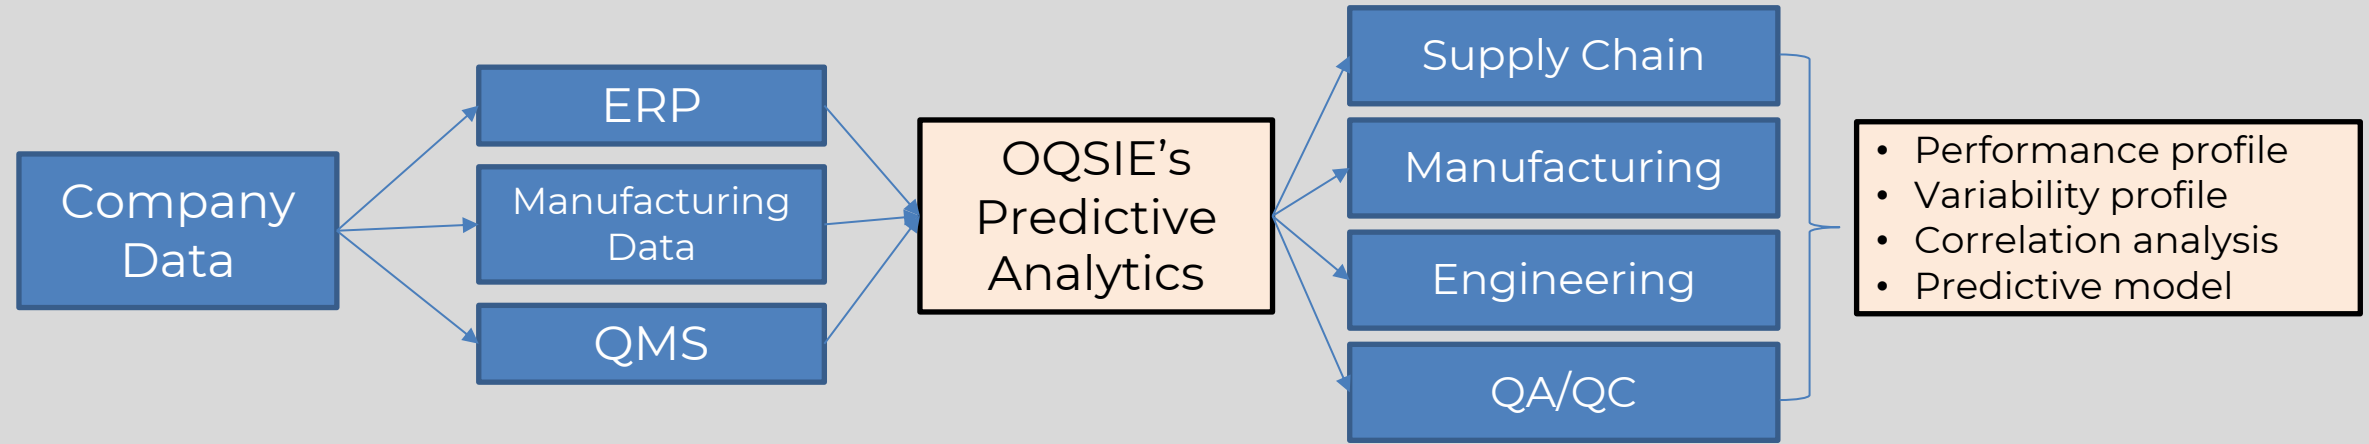 Company
Data
ERP
Manufacturing
Data
QMS
OQSIE’s
Predictive
Analytics
Supply Chain
Manufacturing
Engineering
QA/QC
• Performance profile
• Variability profile
• Correlation analysis
• Predictive model